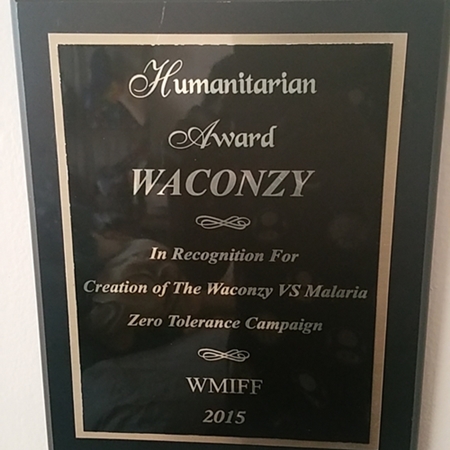 Humanitarian
Award
WACONZY
In Recognition For
Creation of The Waconzy VS Malaria
Zero Tolerance Campaign
WMIFF
2015